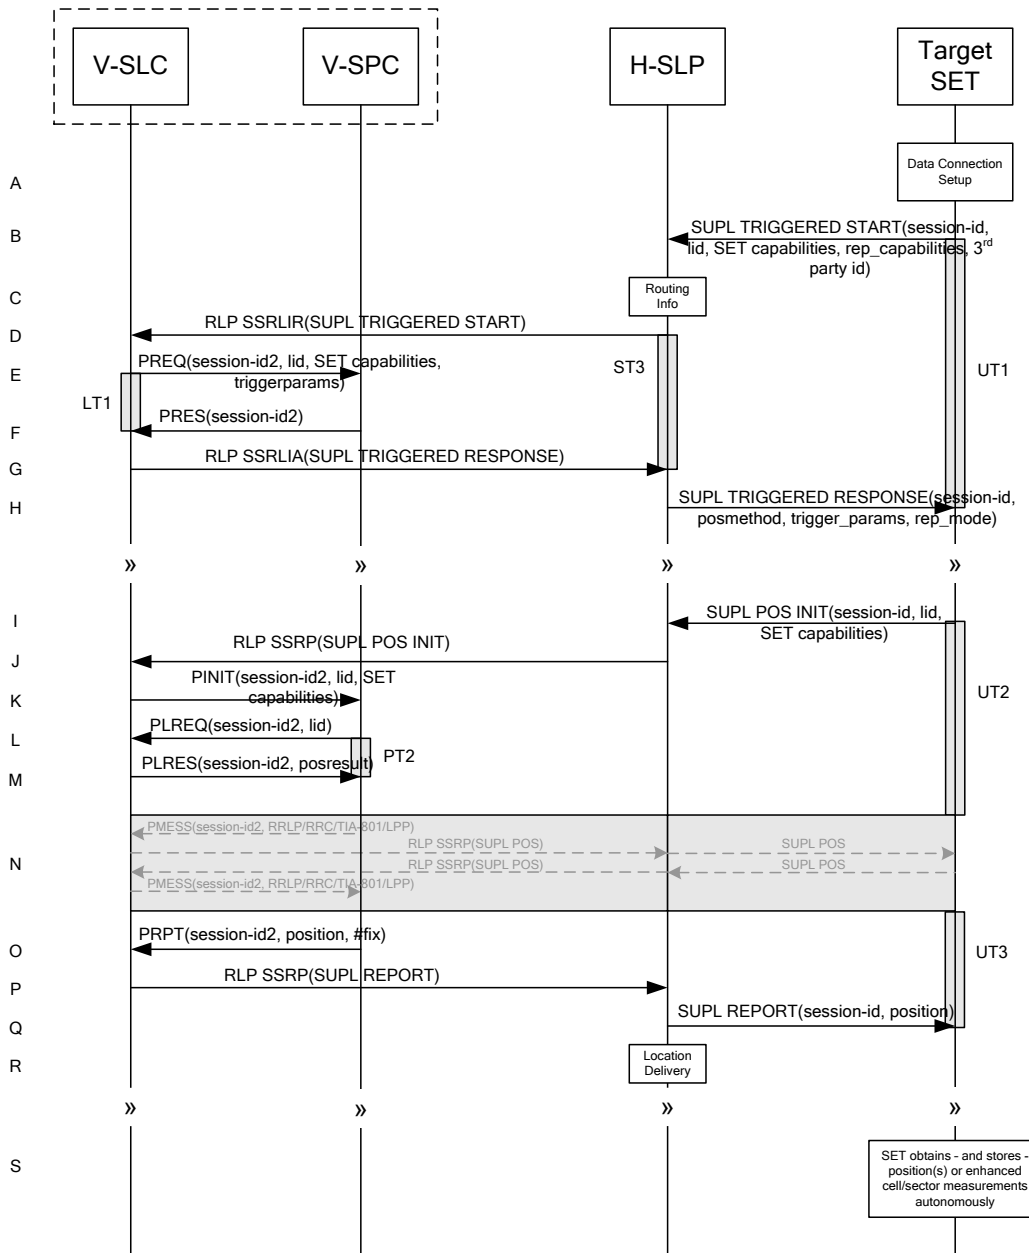 V-SLC
V-SPC
H-SLP
Target
SET
A
Data Connection
Setup
B
SUPL TRIGGERED START(session-id,
lid, SET capabilities, rep_capabilities, 3rd
party id)
C
Routing
Info
D
RLP SSRLIR(SUPL TRIGGERED START)
E
PREQ(session-id2, lid, SET capabilities,
triggerparams)
ST3
UT1
LT1
F
PRES(session-id2)
G
RLP SSRLIA(SUPL TRIGGERED RESPONSE)
H
SUPL TRIGGERED RESPONSE(session-id,
posmethod, trigger_params, rep_mode)
» » » »
I
SUPL POS INIT(session-id, lid,
SET capabilities)
J
RLP SSRP(SUPL POS INIT)
K
PINIT(session-id2, lid, SET
capabilities)
UT2
L
PLREQ(session-id2, lid)
PT2
M
PLRES(session-id2, posresult)
PMESS(session-id2, RRLP/RRC/TIA-801/LPP)
RLP SSRP(SUPL POS)
SUPL POS
N
RLP SSRP(SUPL POS)
SUPL POS
PMESS(session-id2, RRLP/RRC/TIA-801/LPP)
O
PRPT(session-id2, position, #fix)
UT3
P
RLP SSRP(SUPL REPORT)
Q
SUPL REPORT(session-id, position)
R
Location
Delivery
» » » »
S
SET obtains - and stores -
position(s) or enhanced
cell/sector measurements
autonomously